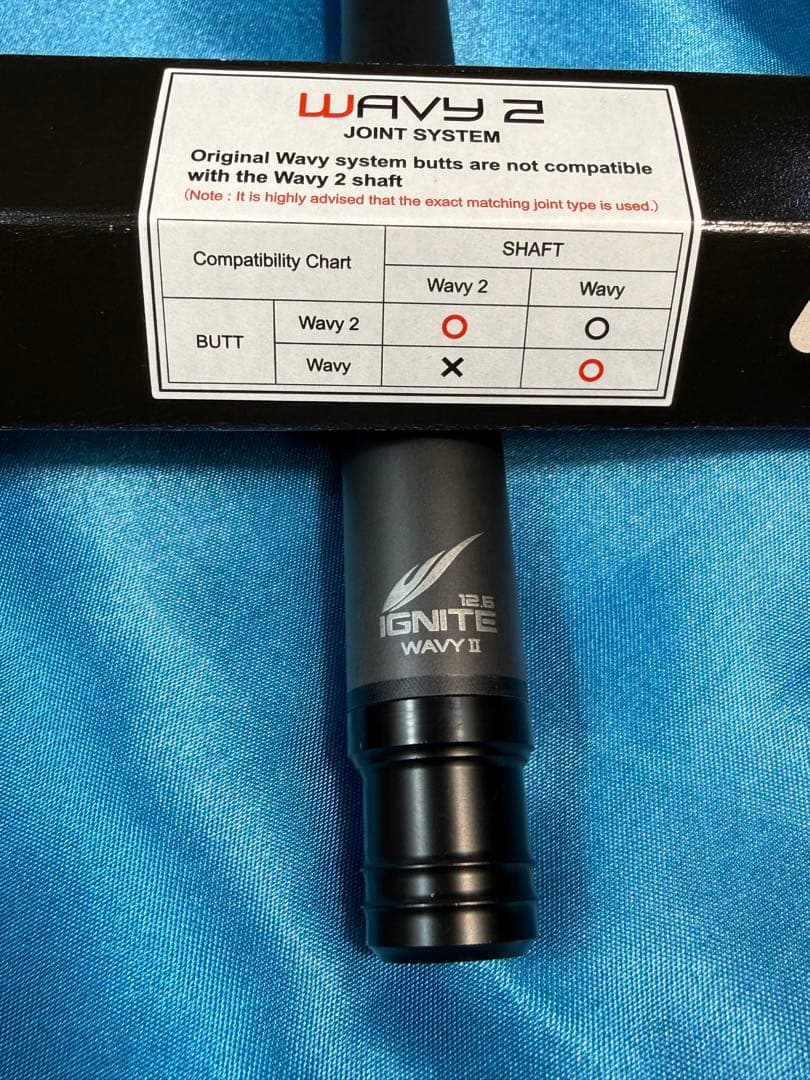 WAVY 2
JOINT SYSTEM
Original Wavy system butts are not compatible
with the Wavy 2 shaft
(Note : It is highly advised that the exact matching joint type is used.)
Compatibility Chart
SHAFT
Wavy 2
Wavy
BUTT
Wavy 2
O
O
Wavy
X
O
12.5
IGNITE
WAVY II